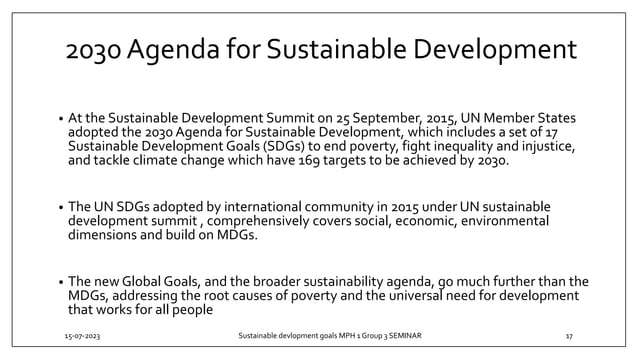 2030 Agenda for Sustainable Development
▪ At the Sustainable Development Summit on 25 September, 2015, UN Member States
adopted the 2030 Agenda for Sustainable Development, which includes a set of 17
Sustainable Development Goals (SDGs) to end poverty, fight inequality and injustice,
and tackle climate change which have 169 targets to be achieved by 2030.
▪ The UN SDGs adopted by international community in 2015 under UN sustainable
development summit , comprehensively covers social, economic, environmental
dimensions and build on MDGs.
▪ The new Global Goals, and the broader sustainability agenda, go much further than the
MDGs, addressing the root causes of poverty and the universal need for development
that works for all people
15-07-2023 Sustainable devlopment goals MPH 1 Group 3 SEMINAR 17